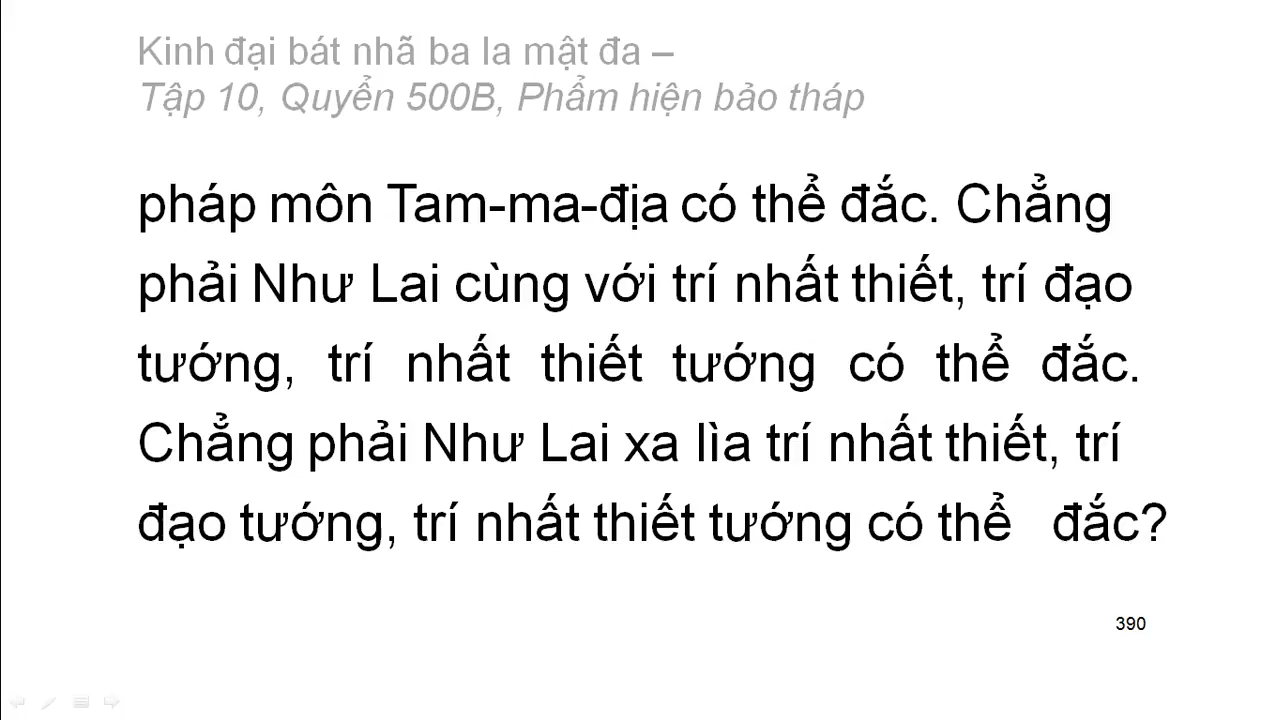 Kinh đại bát nhã ba la mật đa –
Tập 10, Quyển 500B, Phẩm hiện bảo tháp
pháp môn Tam-ma-địa có thể đắc. Chẳng
phải Như Lai cùng với trí nhất thiết, trí đạo
tướng, trí nhất thiết tướng có thể đắc.
Chẳng phải Như Lai xa lìa trí nhất thiết, trí
đạo tướng, trí nhất thiết tướng có thể đắc?
390